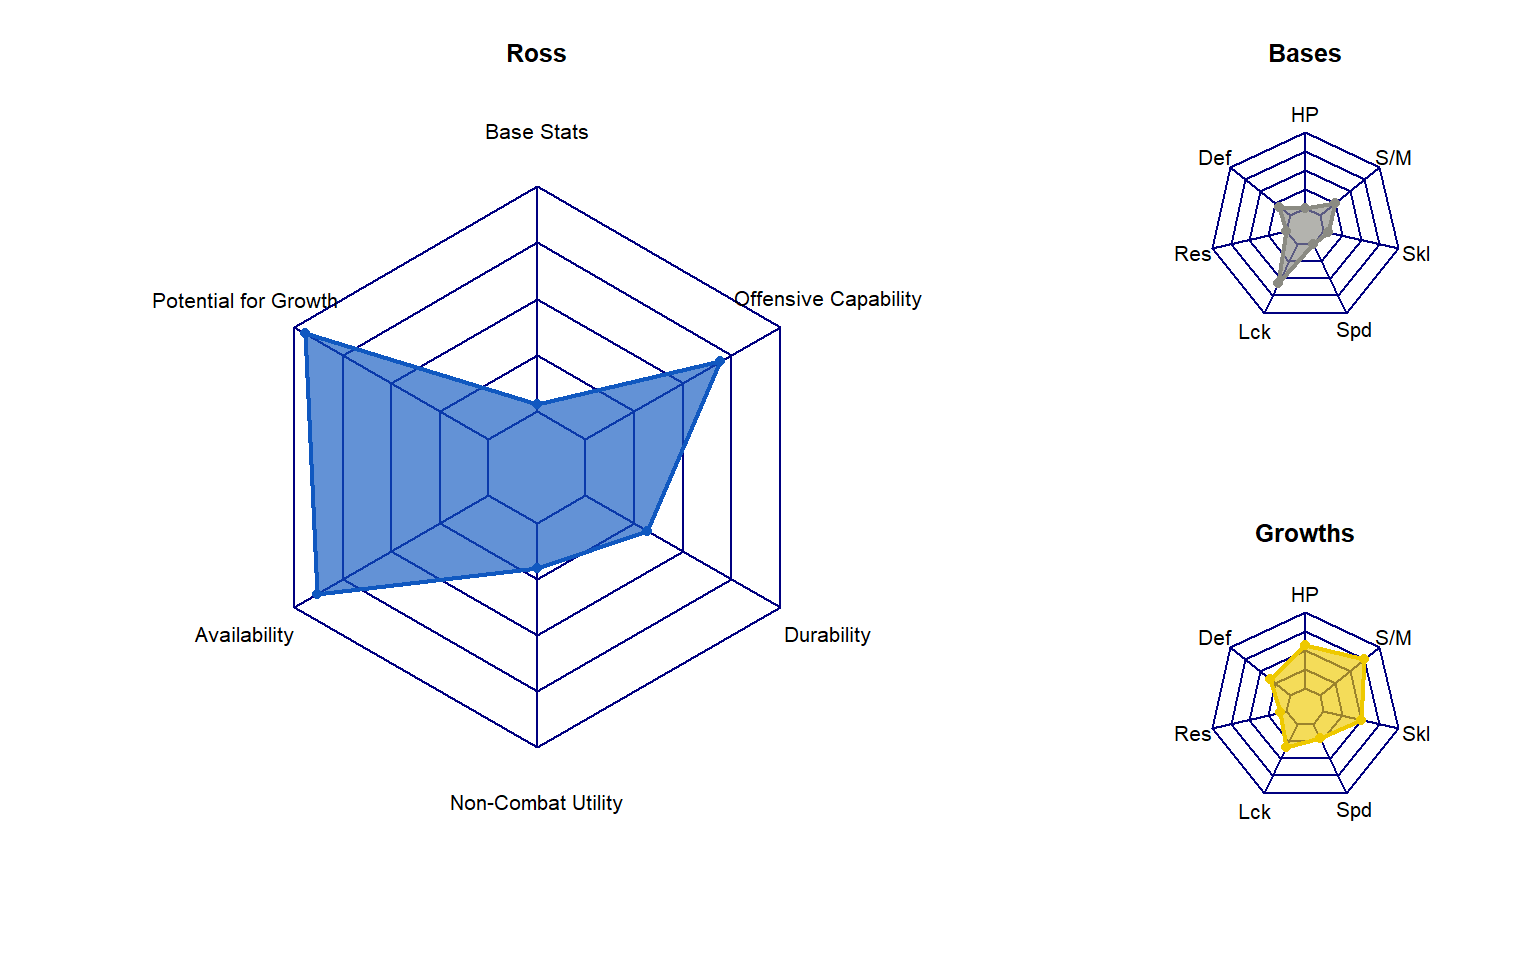 Ross
Base Stats
Potential for Growth
Offensive Capability
Availability
Durability
Non-Combat Utility
Bases
HP
Def
S/M
Res
Skl
Lck
Spd
Growths
HP
Def
S/M
Res
Skl
Lck
Spd